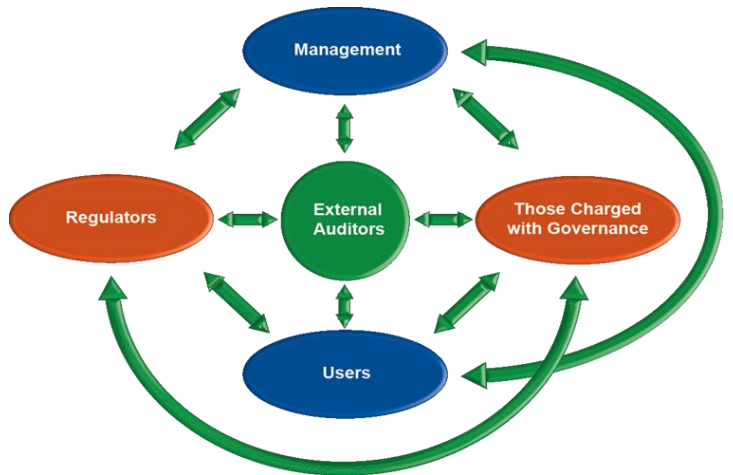 Management
Regulators
External
Auditors
Those Charged
with Governance
Users